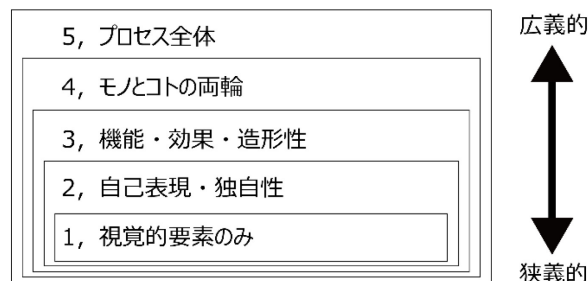 広義的
5, プロセス全体
4, モノとコトの両輪
3, 機能・効果・造形性
2, 自己表現・独自性
1, 視覚的要素のみ
狭義的